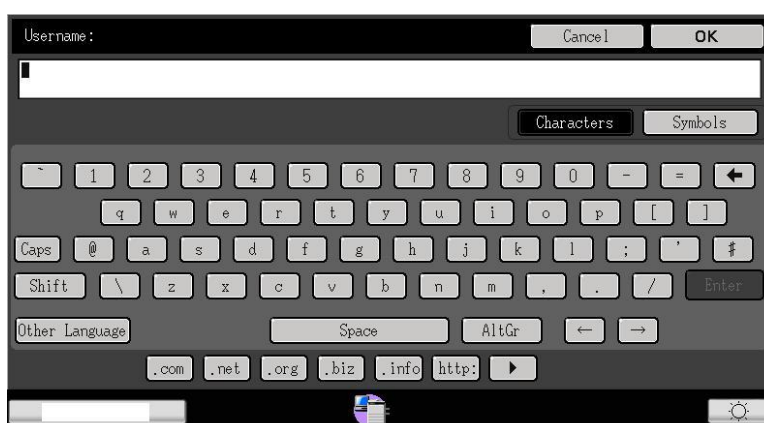 Username: Cancel OK
Characters Symbols
` 1 2 3 4 5 6 7 8 9 0 - =
q w e r t y u i o p [ ]
Caps @ a s d f g h j k l ; ' #
Shift \ z x c v b n m , . / Enter
Other Language Space AltGr ← →
.com .net .org .biz .info http: